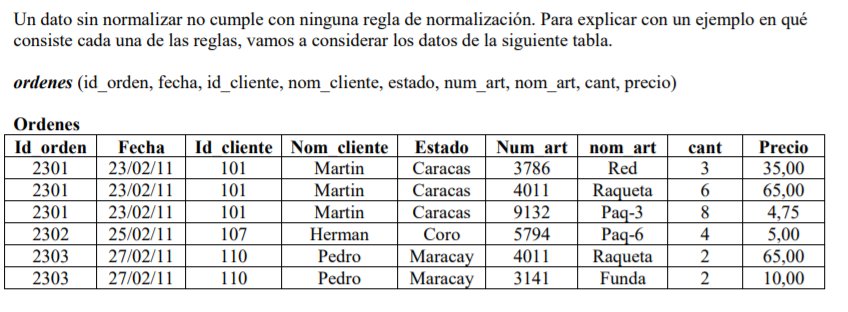 Un dato sin normalizar no cumple con ninguna regla de normalización. Para explicar con un ejemplo en qué
consiste cada una de las reglas, vamos a considerar los datos de la siguiente tabla.
ordenes (id_orden, fecha, id_cliente, nom_cliente, estado, num_art, nom_art, cant, precio)
Ordenes
Id_orden Fecha Id_cliente Nom_cliente Estado Num_art nom_art cant Precio
2301 23/02/11 101 Martin Caracas 3786 Red 3 35,00
2301 23/02/11 101 Martin Caracas 4011 Raqueta 6 65,00
2301 23/02/11 101 Martin Caracas 9132 Paq-3 8 4,75
2302 25/02/11 107 Herman Coro 5794 Paq-6 4 5,00
2303 27/02/11 110 Pedro Maracay 4011 Raqueta 2 65,00
2303 27/02/11 110 Pedro Maracay 3141 Funda 2 10,00